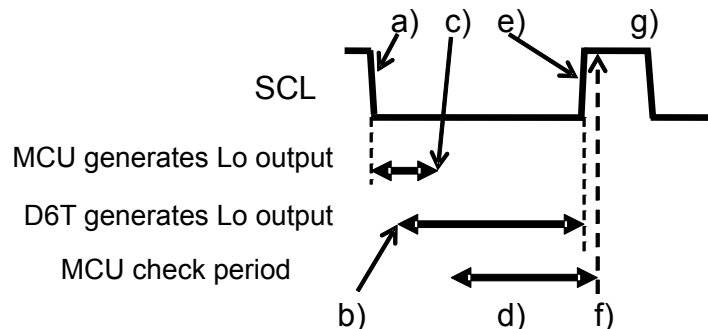 a) c) e) g)
SCL
MCU generates Lo output
D6T generates Lo output
MCU check period
b) d) f)